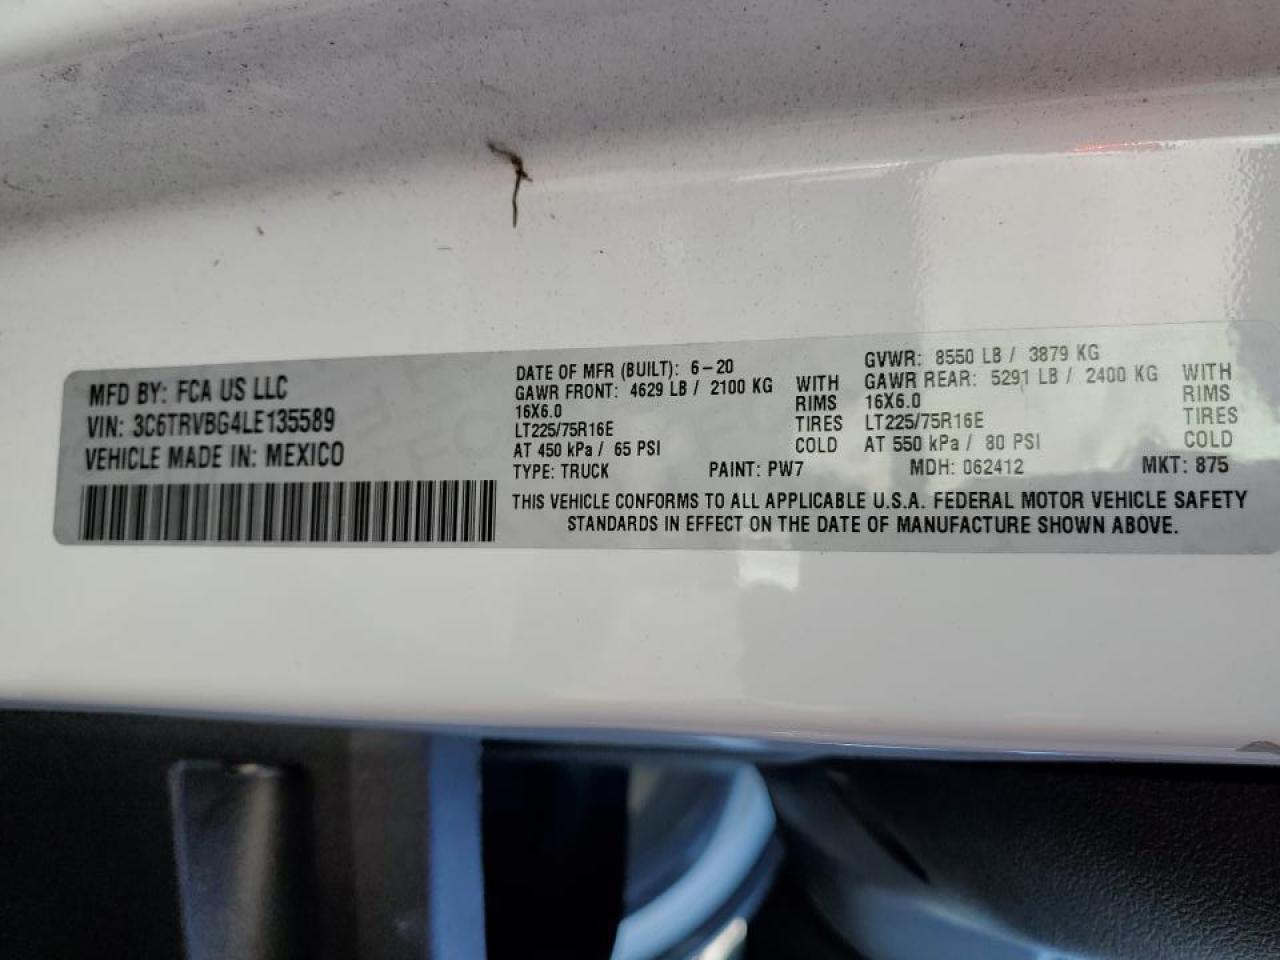 MFD BY: FCA US LLC
VIN: 3C6TRVBG4LE135589
VEHICLE MADE IN: MEXICO
DATE OF MFR (BUILT): 6-20
GAWR FRONT: 4629 LB / 2100 KG WITH
16X6.0 RIMS
LT225/75R16E TIRES
AT 450 kPa / 65 PSI COLD
GVWR: 8550 LB / 3879 KG
GAWR REAR: 5291 LB / 2400 KG WITH
16X6.0 RIMS
LT225/75R16E TIRES
AT 550 kPa / 80 PSI COLD
TYPE: TRUCK PAINT: PW7 MDH: 062412 MKT: 875
THIS VEHICLE CONFORMS TO ALL APPLICABLE U.S.A. FEDERAL MOTOR VEHICLE SAFETY
STANDARDS IN EFFECT ON THE DATE OF MANUFACTURE SHOWN ABOVE.